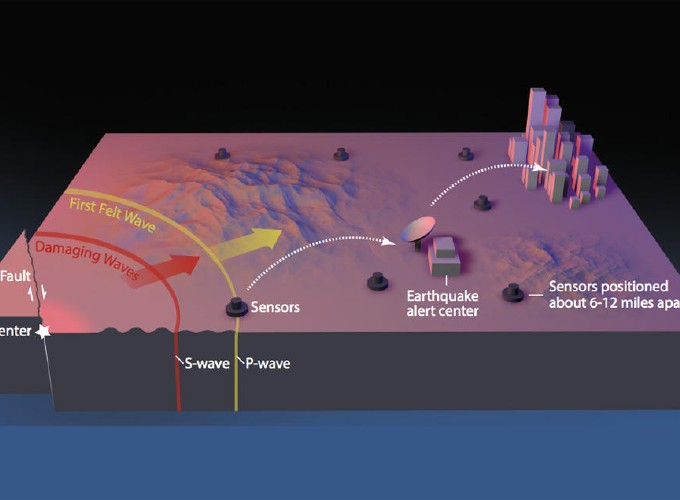 First Felt Wave
Damaging Waves
Fault
enter
Sensors
Earthquake
alert center
Sensors positioned
about 6-12 miles apa
S-wave
P-wave